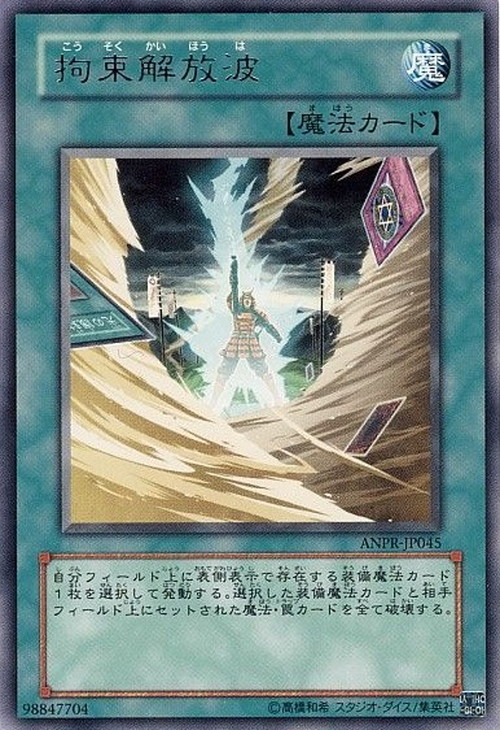 こう そく かい ほう は
拘束解放波
魔
ま ほう
【魔法カード】
ANPR-JP045
自分フィールド上に表側表示で存在する装備魔法カード
1枚を選択して発動する。選択した装備魔法カードと相手
フィールド上にセットされた魔法・罠カードを全て破壊する。
98847704
©高橋和希 スタジオ・ダイス/集英社